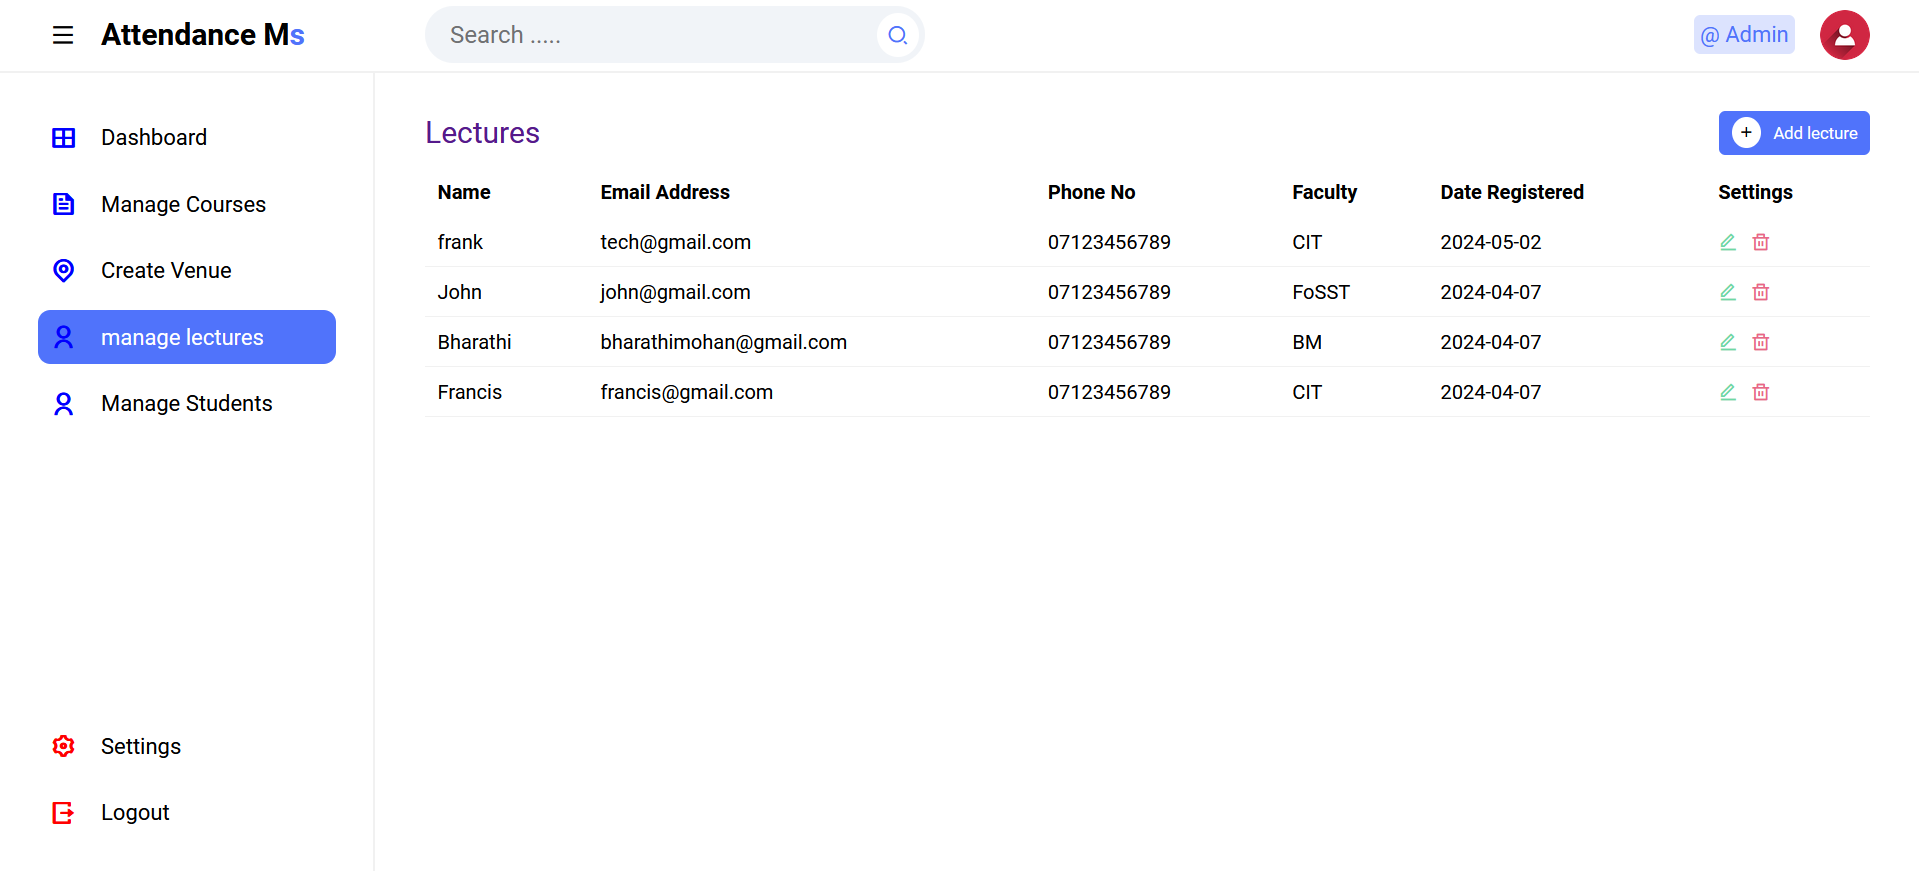 Attendance Ms
Search .....
@ Admin
Dashboard
Manage Courses
Create Venue
manage lectures
Manage Students
Settings
Logout
Lectures
+ Add lecture
Name Email Address Phone No Faculty Date Registered Settings
frank tech@gmail.com 07123456789 CIT 2024-05-02
John john@gmail.com 07123456789 FoSST 2024-04-07
Bharathi bharathimohan@gmail.com 07123456789 BM 2024-04-07
Francis francis@gmail.com 07123456789 CIT 2024-04-07